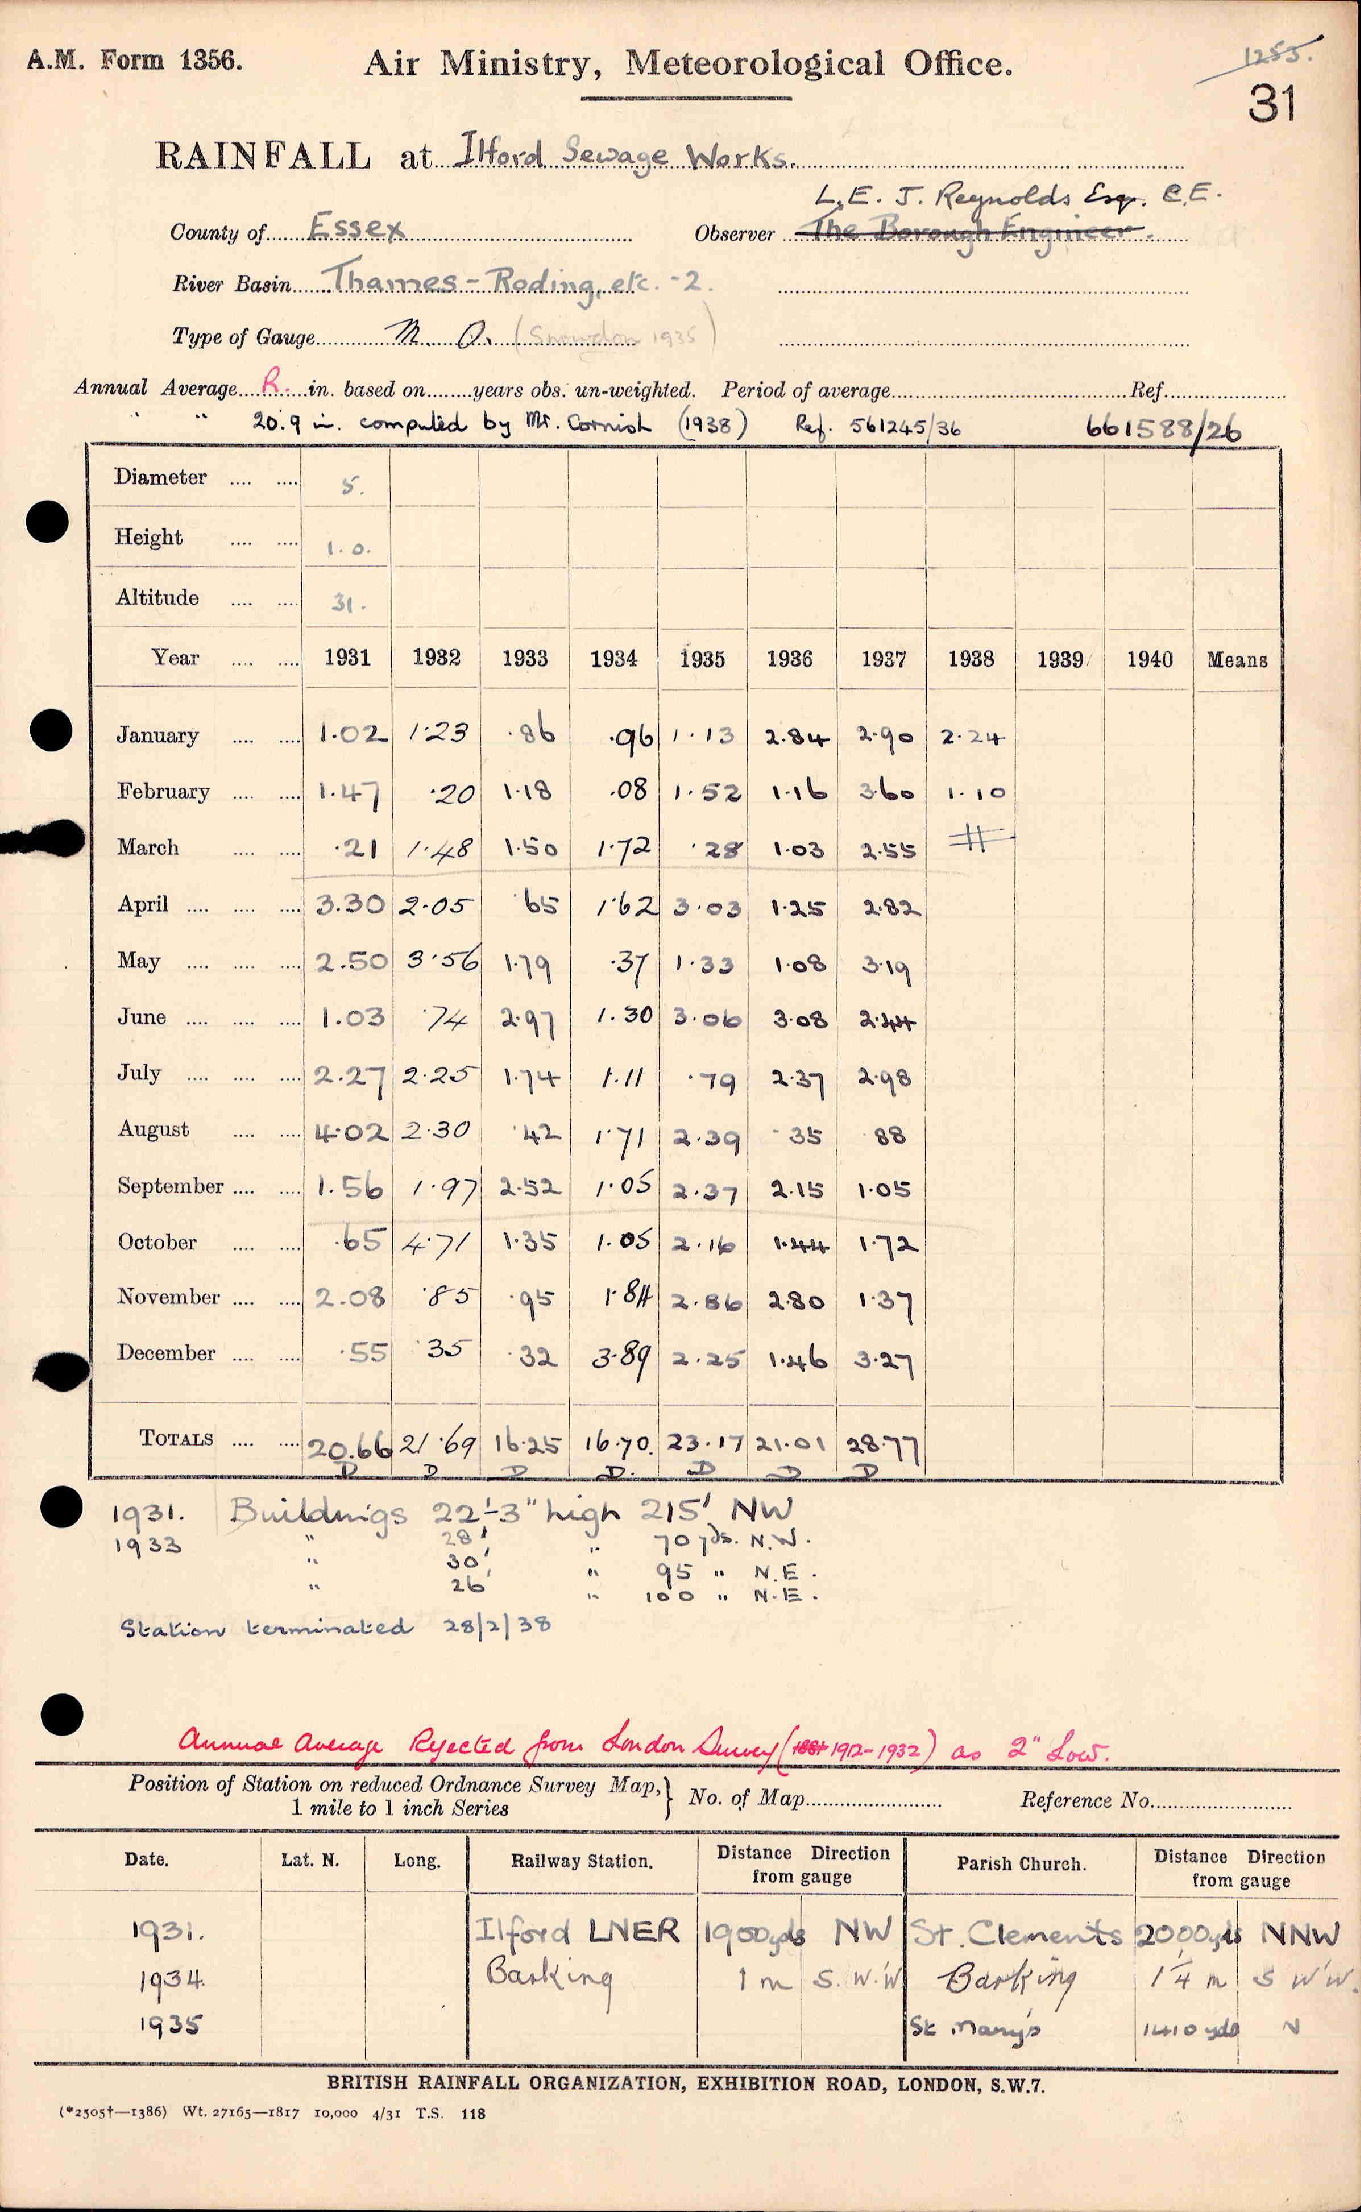 A.M. Form 1356. Air Ministry, Meteorological Office. 1255.
31
RAINFALL at Ilford Sewage Works.
L.E. J. Reynolds Esq. C.E.
County of Essex Observer The Borough Engineer.
River Basin Thames - Roding, etc. - 2.
Type of Gauge M. O. (Snowdon 1935)
Annual Average R. in. based on years obs. un-weighted. Period of average Ref.
" " 20.9 in. computed by Mr. Cornish (1938) Ref. 561245/36 661588/26
Diameter 5.
Height 1.0.
Altitude 31.
Year 1931 1932 1933 1934 1935 1936 1937 1938 1939 1940 Means
January 1.02 1.23 .86 .96 1.13 2.84 2.90 2.24
February 1.47 .20 1.18 .08 1.52 1.16 3.60 1.10
March .21 1.48 1.50 1.72 .28 1.03 2.55 #
April 3.30 2.05 .65 1.62 3.03 1.25 2.82
May 2.50 3.56 1.79 .37 1.33 1.08 3.19
June 1.03 .74 2.97 1.30 3.06 3.08 2.44
July 2.27 2.25 1.74 1.11 .79 2.37 2.98
August 4.02 2.30 .42 1.71 2.39 .35 .88
September 1.56 1.97 2.52 1.05 2.37 2.15 1.05
October .65 4.71 1.35 1.05 2.16 1.44 1.72
November 2.08 .85 .95 1.84 2.86 2.80 1.37
December .55 .35 .32 3.89 2.25 1.46 3.27
TOTALS 20.66 21.69 16.25 16.70. 23.17 21.01 28.77
D D D D. D D D
1931. Buildings 22'-3" high 215' NW
1933 " 28' " 70 yds. N.W.
" 30' " 95 " N.E.
" 26' " 100 " N.E.
Station terminated 28/2/38
Annual Average Rejected from London Survey (1881 1912-1932) as 2" Low.
Position of Station on reduced Ordnance Survey Map, } No. of Map Reference No.
1 mile to 1 inch Series
Date. Lat. N. Long. Railway Station. Distance Direction from gauge Parish Church. Distance Direction from gauge
1931. Ilford LNER 1900yds NW St. Clements 2000yds NNW
1934. Barking 1 m S.W.'W Barking 1¼ m S W'W.
1935 St Mary's 1410 yds N
BRITISH RAINFALL ORGANIZATION, EXHIBITION ROAD, LONDON, S.W.7.
(*2505†—1386) Wt. 27165—1817 10,000 4/31 T.S. 118